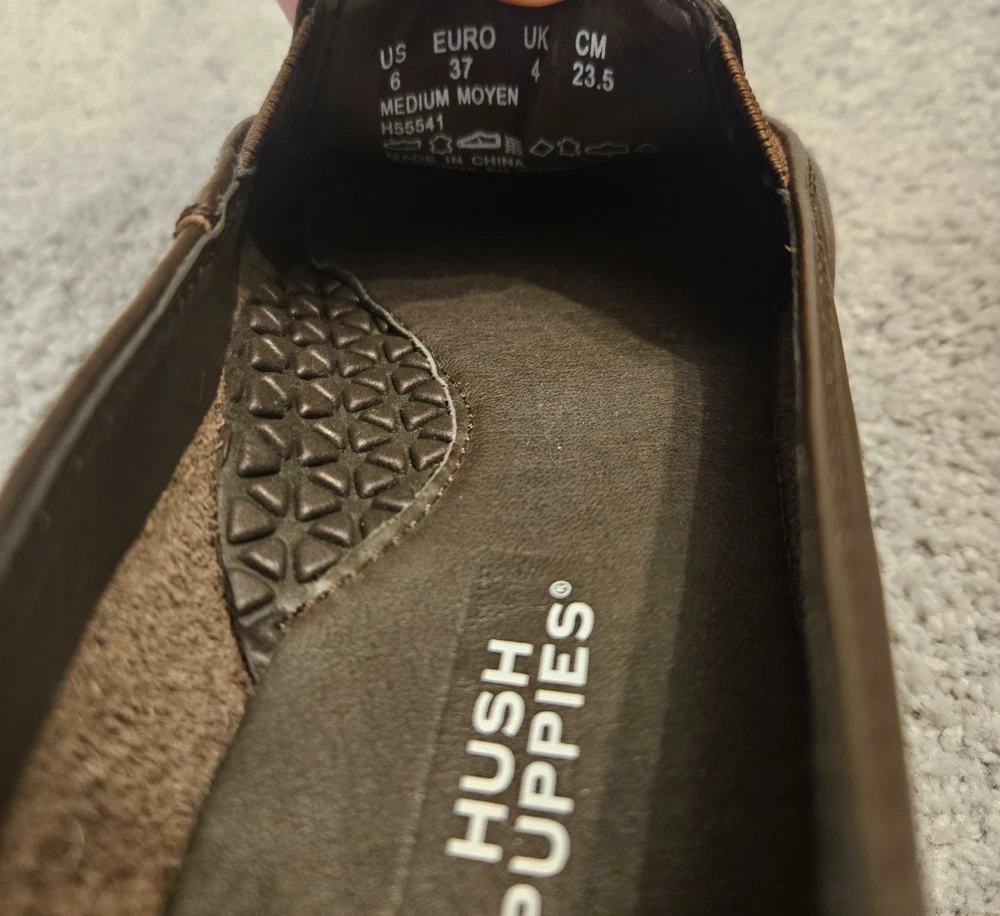 US EURO UK CM
6 37 4 23.5
MEDIUM MOYEN
H55541
MADE IN CHINA
HUSH
PUPPIES®